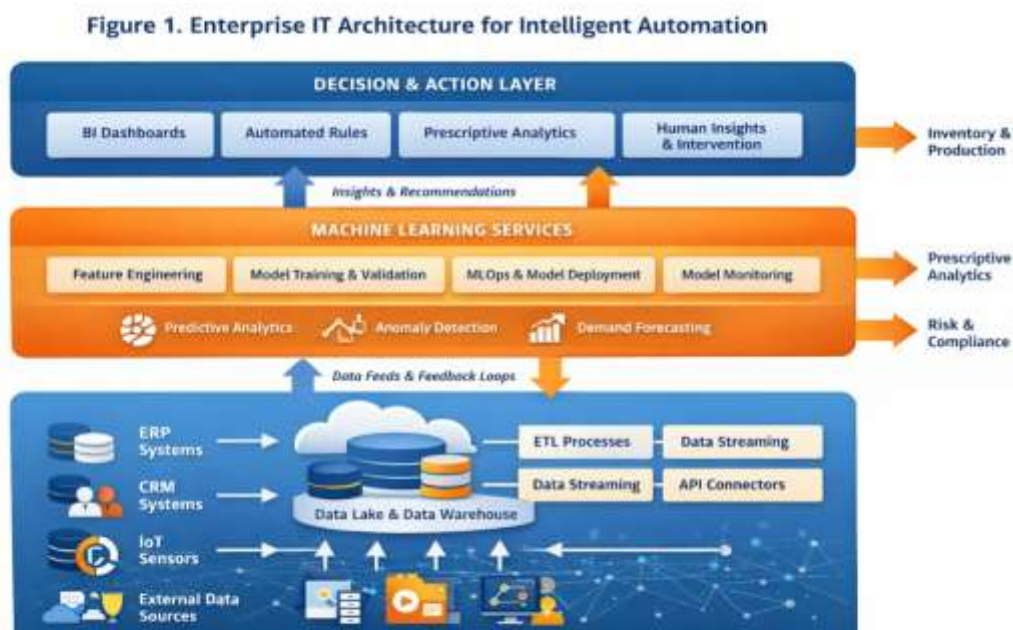 Figure 1. Enterprise IT Architecture for Intelligent Automation
DECISION & ACTION LAYER
BI Dashboards
Automated Rules
Prescriptive Analytics
Human Insights
& Intervention
Inventory &
Production
Insights & Recommendations
MACHINE LEARNING SERVICES
Feature Engineering
Model Training & Validation
MLOps & Model Deployment
Model Monitoring
Prescriptive
Analytics
Predictive Analytics
Anomaly Detection
Demand Forecasting
Risk &
Compliance
Data Feeds & Feedback Loops
ERP
Systems
ETL Processes
Data Streaming
CRM
Systems
Data Streaming
API Connectors
Data Lake & Data Warehouse
IoT
Sensors
External Data
Sources